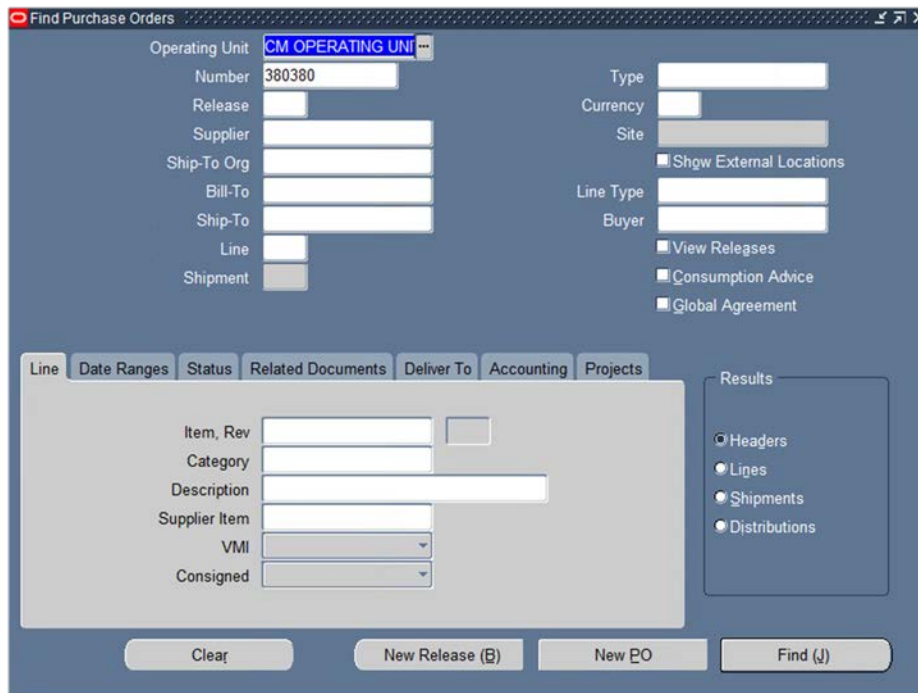 Find Purchase Orders
Operating Unit CM OPERATING UNI ...
Number 380380 Type
Release Currency
Supplier Site
Ship-To Org Show External Locations
Bill-To Line Type
Ship-To Buyer
Line View Releases
Shipment Consumption Advice
Global Agreement
Line Date Ranges Status Related Documents Deliver To Accounting Projects
Results
Item, Rev Headers
Category Lines
Description Shipments
Supplier Item Distributions
VMI
Consigned
Clear New Release (B) New PO Find (J)